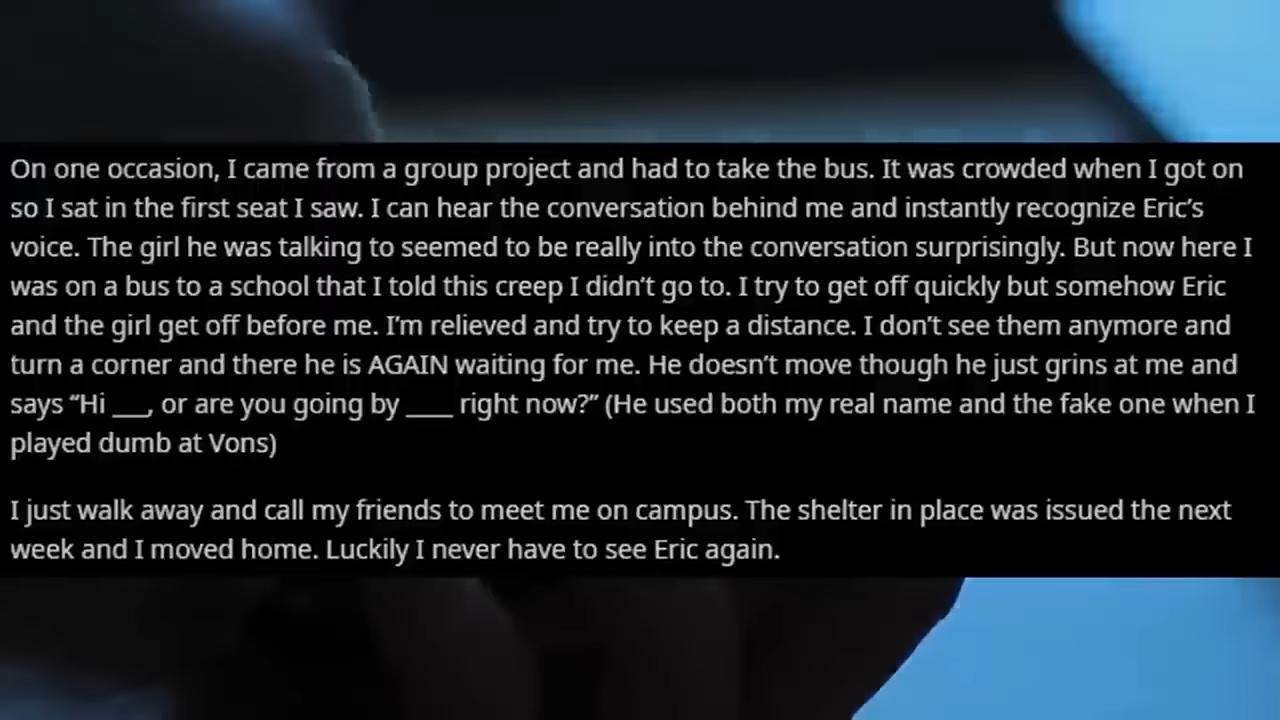 On one occasion, I came from a group project and had to take the bus. It was crowded when I got on
so I sat in the first seat I saw. I can hear the conversation behind me and instantly recognize Eric’s
voice. The girl he was talking to seemed to be really into the conversation surprisingly. But now here I
was on a bus to a school that I told this creep I didn’t go to. I try to get off quickly but somehow Eric
and the girl get off before me. I’m relieved and try to keep a distance. I don’t see them anymore and
turn a corner and there he is AGAIN waiting for me. He doesn’t move though he just grins at me and
says “Hi ___, or are you going by ____ right now?” (He used both my real name and the fake one when I
played dumb at Vons)
I just walk away and call my friends to meet me on campus. The shelter in place was issued the next
week and I moved home. Luckily I never have to see Eric again.